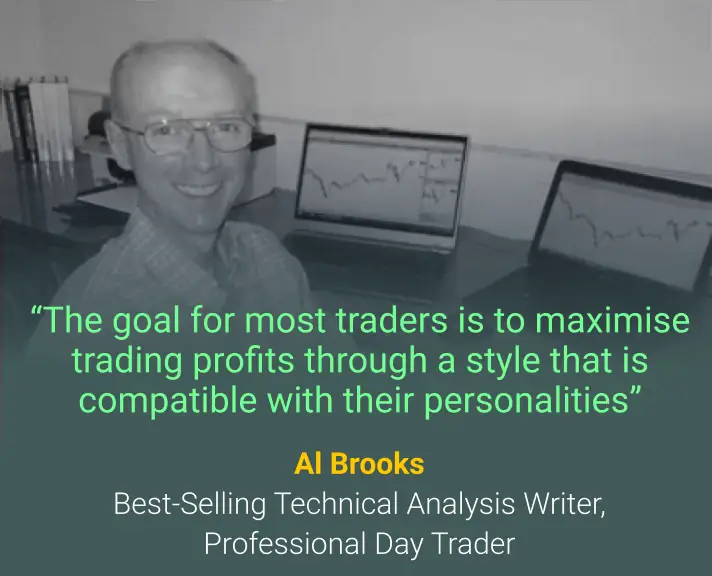 “The goal for most traders is to maximise
trading profits through a style that is
compatible with their personalities”
Al Brooks
Best-Selling Technical Analysis Writer,
Professional Day Trader